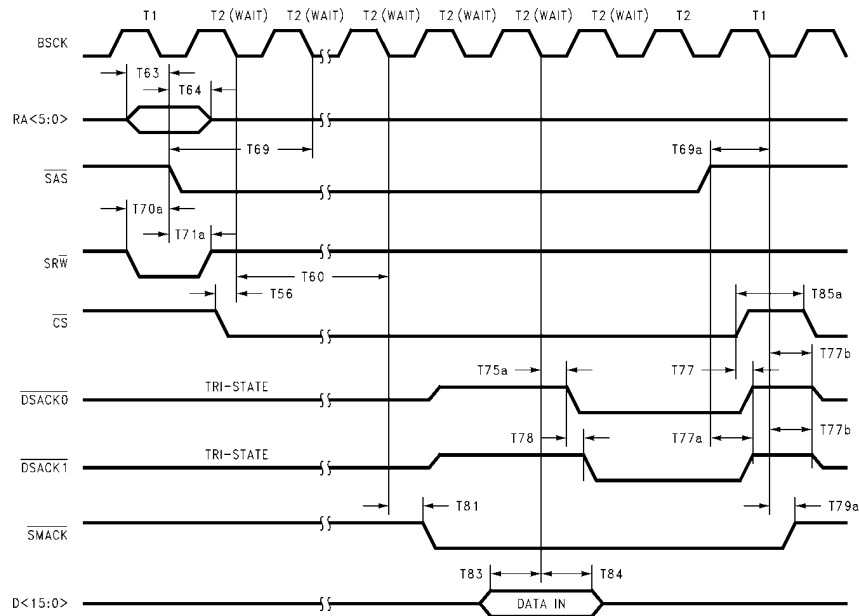 T1 T2 (WAIT) T2 (WAIT) T2 (WAIT) T2 (WAIT) T2 (WAIT) T2 (WAIT) T2 T1
BSCK
T63
T64
RA<5:0>
T69 T69a
SAS
T70a
T71a
SRW
T60
T56 T85a
CS
T77b
T75a T77
DSACK0 TRI-STATE
T77b
T78 T77a
DSACK1 TRI-STATE
T81 T79a
SMACK
T83 T84
D<15:0> DATA IN